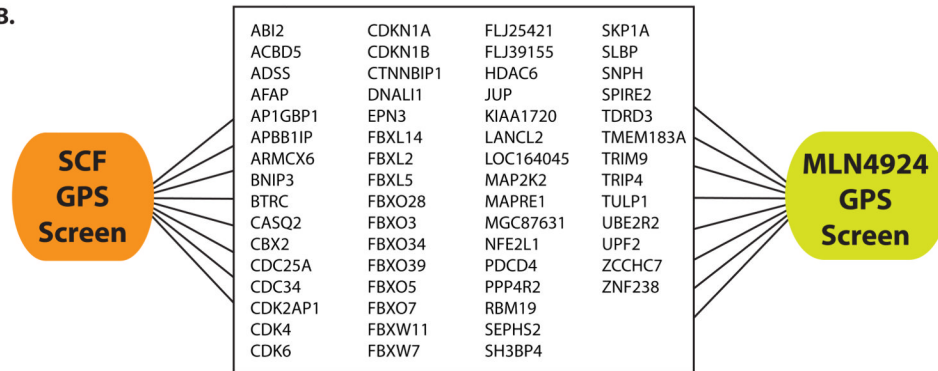 B.
SCF
GPS
Screen
ABI2 CDKN1A FLJ25421 SKP1A
ACBD5 CDKN1B FLJ39155 SLBP
ADSS CTNNBIP1 HDAC6 SNPH
AFAP DNALI1 JUP SPIRE2
AP1GBP1 EPN3 KIAA1720 TDRD3
APBB1IP FBXL14 LANCL2 TMEM183A
ARMCX6 FBXL2 LOC164045 TRIM9
BNIP3 FBXL5 MAP2K2 TRIP4
BTRC FBXO28 MAPRE1 TULP1
CASQ2 FBXO3 MGC87631 UBE2R2
CBX2 FBXO34 NFE2L1 UPF2
CDC25A FBXO39 PDCD4 ZCCHC7
CDC34 FBXO5 PPP4R2 ZNF238
CDK2AP1 FBXO7 RBM19
CDK4 FBXW11 SEPHS2
CDK6 FBXW7 SH3BP4
MLN4924
GPS
Screen